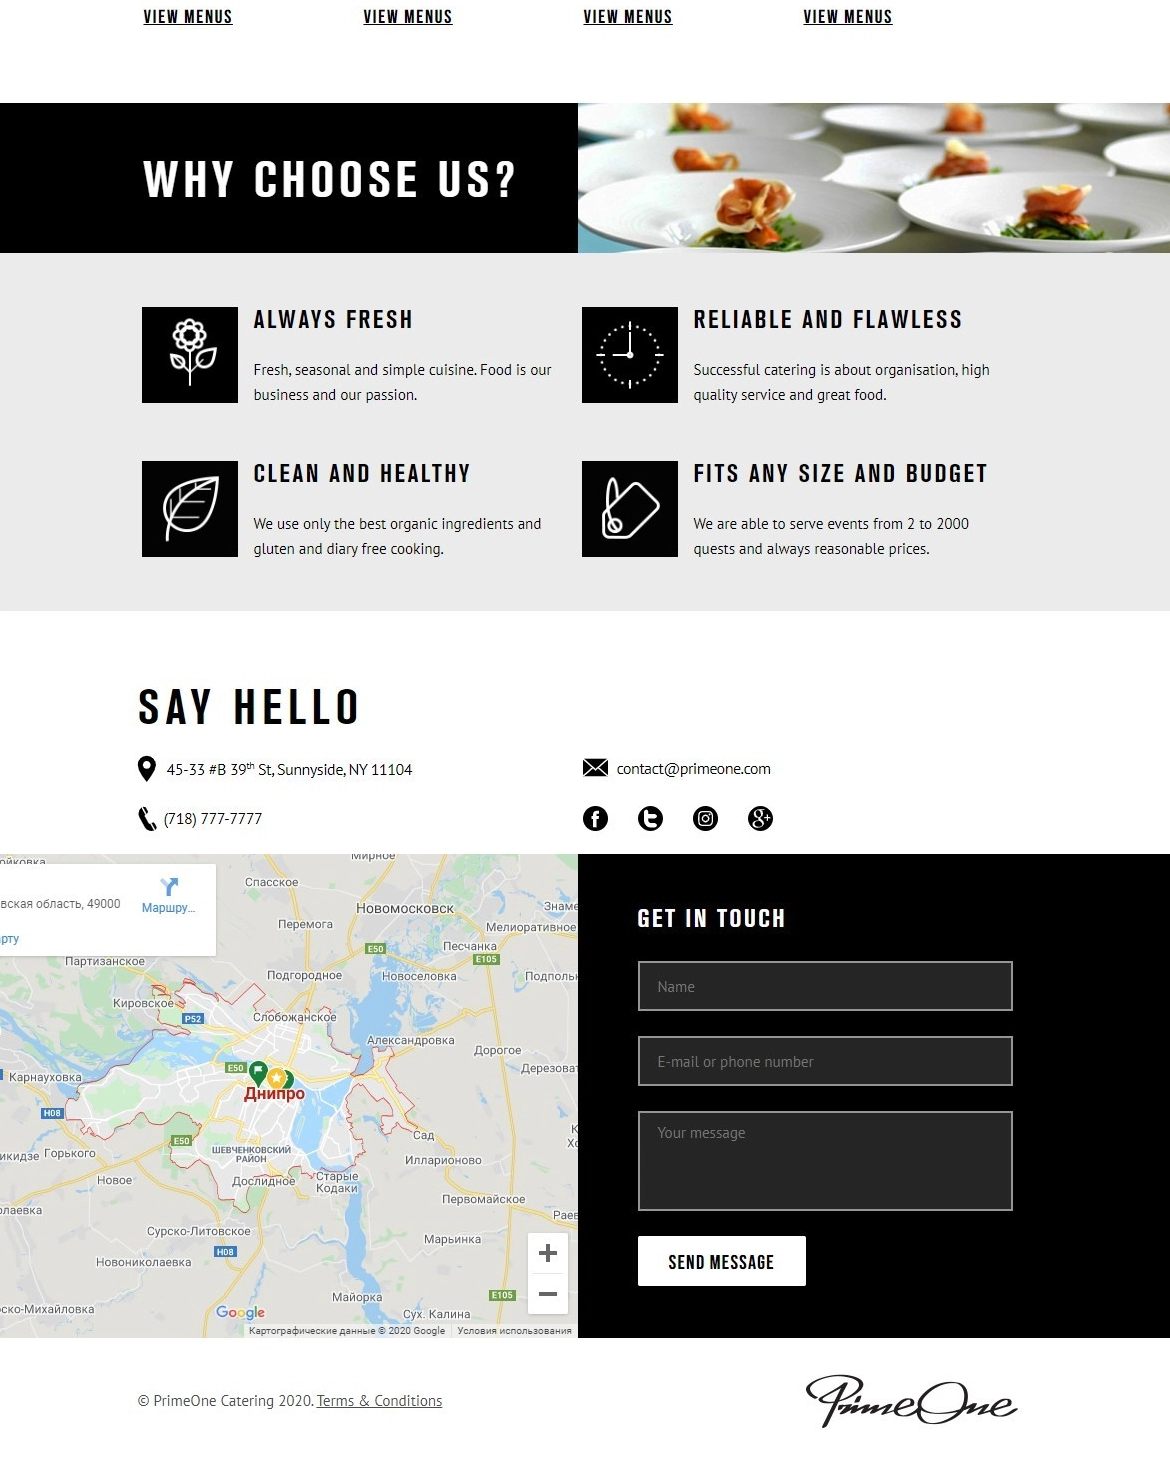 VIEW MENUS
VIEW MENUS
VIEW MENUS
VIEW MENUS
WHY CHOOSE US?
ALWAYS FRESH
Fresh, seasonal and simple cuisine. Food is our
business and our passion.
RELIABLE AND FLAWLESS
Successful catering is about organisation, high
quality service and great food.
CLEAN AND HEALTHY
We use only the best organic ingredients and
gluten and diary free cooking.
FITS ANY SIZE AND BUDGET
We are able to serve events from 2 to 2000
quests and always reasonable prices.
SAY HELLO
45-33 #B 39th St, Sunnyside, NY 11104
contact@primeone.com
(718) 777-7777
ойковка
Мирное
вская область, 49000
Маршру...
арту
Спасское
Новомосковск
Знаме
Перемога
Мелиоративное
E50
Песчанка
E105
Партизанское
Подгородное
Новоселовка
Подполь
Кировское
P52
Слобожанское
Александровка
Дорогое
E50
Дерезоват
Карнауховка
Днипро
H08
E50
Сад
К
Хо
икидзе
Горького
ШЕВЧЕНКОВСКИЙ
РАЙОН
Илларионово
Новое
Дослидное
Старые
Кодаки
Первомайское
олаевка
Раев
Сурско-Литовское
Марьинка
H08
Новониколаевка
E105
Майорка
ско-Михайловка
Сух. Калина
Google
Картографические данные © 2020 Google
Условия использования
GET IN TOUCH
Name
E-mail or phone number
Your message
SEND MESSAGE
© PrimeOne Catering 2020. Terms & Conditions
PrimeOne